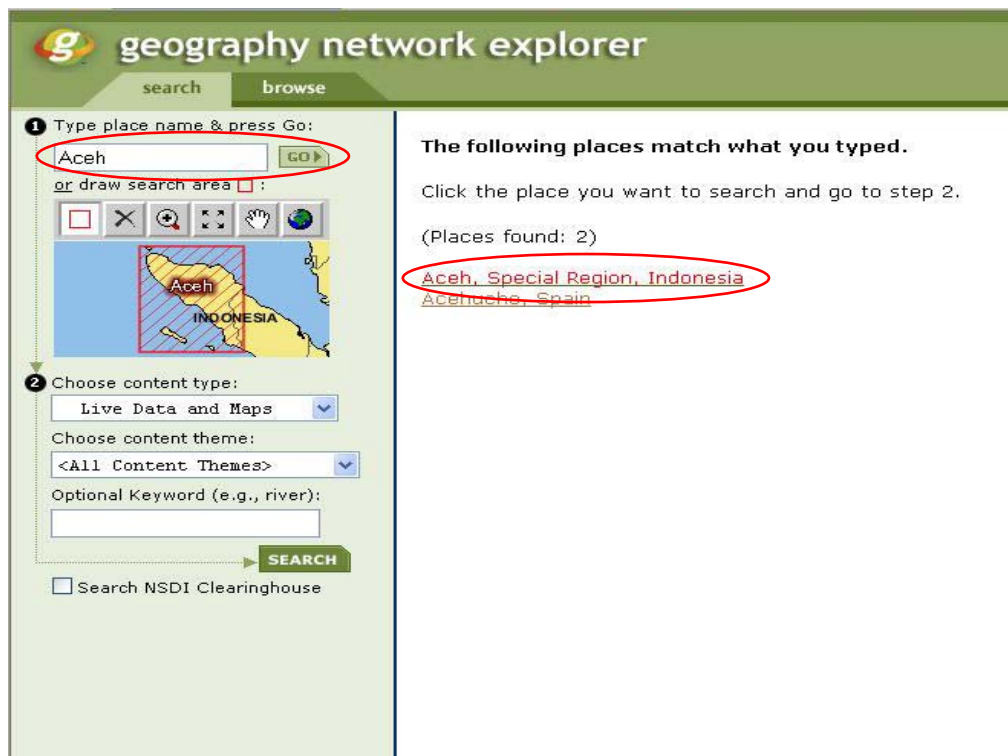 g geography network explorer
search browse
1 Type place name & press Go:
Aceh GO
or draw search area :
Aceh
INDONESIA
2 Choose content type:
Live Data and Maps
Choose content theme:
<All Content Themes>
Optional Keyword (e.g., river):
SEARCH
Search NSDI Clearinghouse
The following places match what you typed.
Click the place you want to search and go to step 2.
(Places found: 2)
Aceh, Special Region, Indonesia
Acehuche, Spain